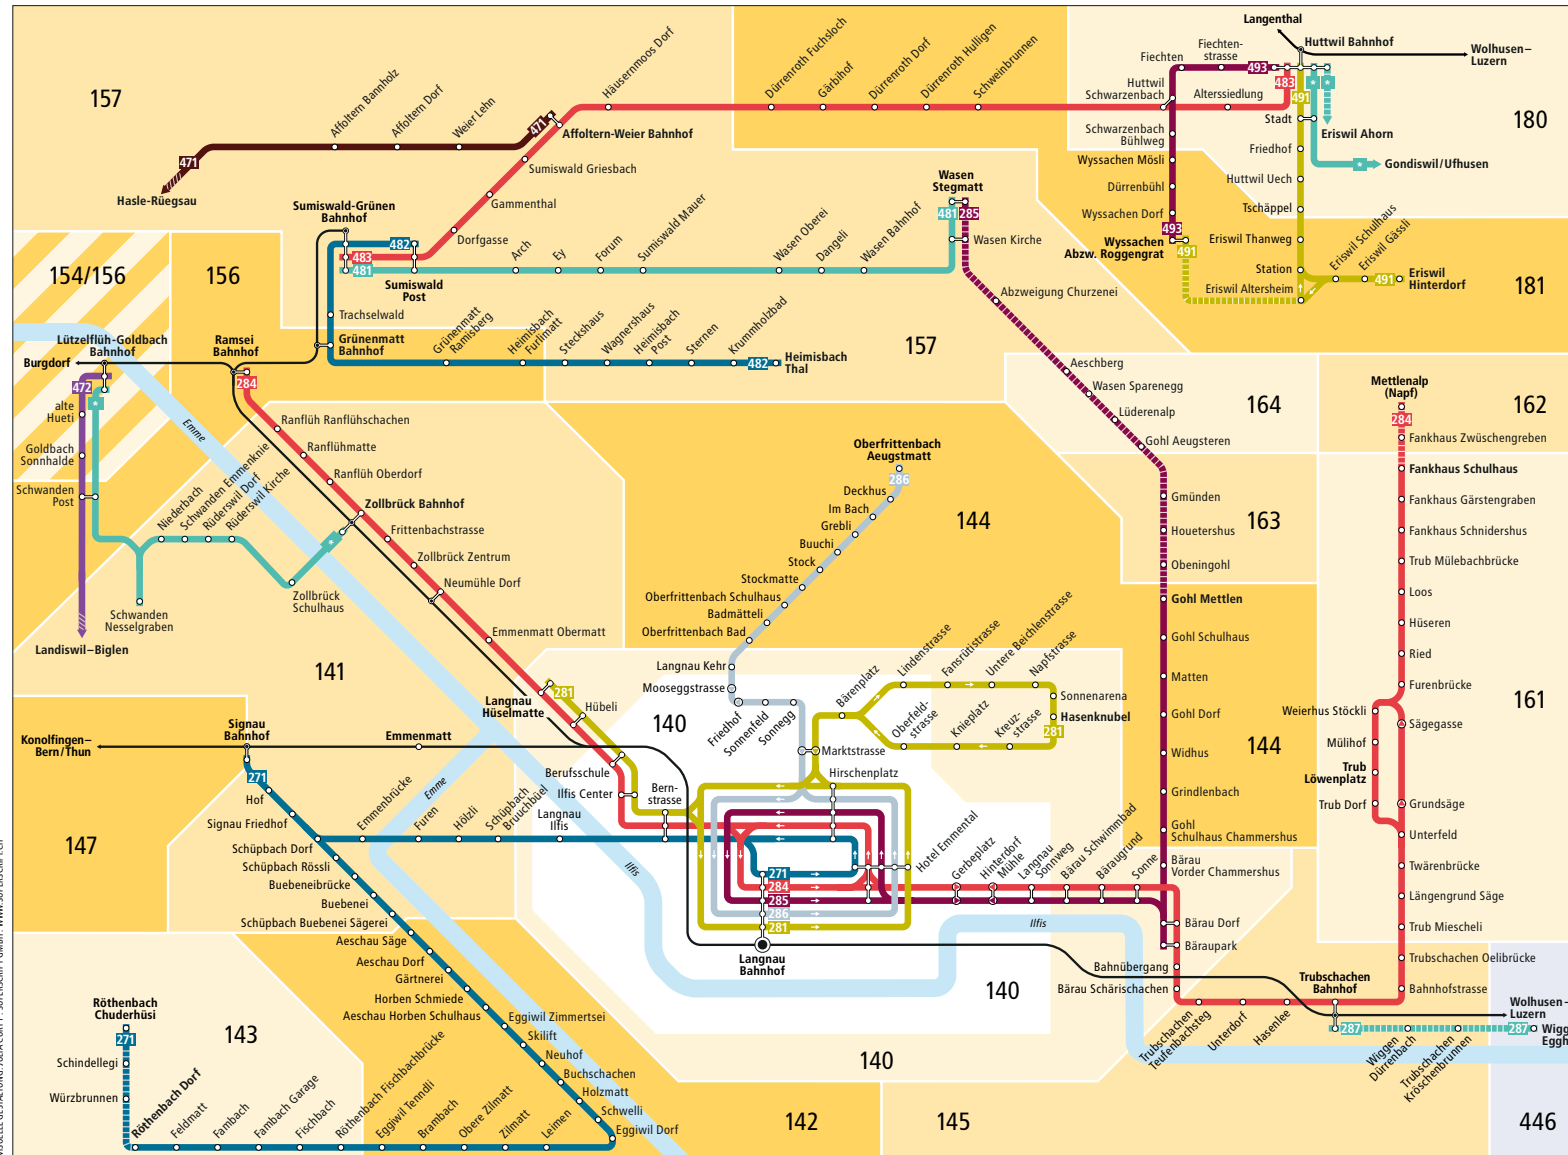 Langenthal
Huttwil Bahnhof
Wolhusen–
Luzern
Fiechten-
strasse
Fiechten
493
483
491
Huttwil
Schwarzenbach
Alterssiedlung
Stadt
Eriswil Ahorn
180
Schwarzenbach
Bühlweg
Friedhof
Gondiswil/Ufhusen
Wyssachen Mösli
Huttwil Uech
Dürrenbühl
Tschäppel
Wyssachen Dorf
493
Eriswil Thanweg
Eriswil Schulhaus
Eriswil Gässli
Wyssachen
Abzw. Roggengrat
491
Station
Eriswil Altersheim
491
Eriswil
Hinterdorf
181
157
Affoltern Bannholz
Affoltern Dorf
Weier Lehn
471
Häusernmoos Dorf
Dürrenroth Fuchsloch
Gärbihof
Dürrenroth Dorf
Dürrenroth Hulligen
Schweinbrunnen
Affoltern-Weier Bahnhof
471
Hasle-Rüegsau
Sumiswald Griesbach
Gammenthal
Dorfgasse
Sumiswald-Grünen
Bahnhof
482
483
481
Sumiswald
Post
Arch
Ey
Forum
Sumiswald Mauer
Wasen Oberei
Dangeli
Wasen Bahnhof
Wasen
Stegmatt
481
285
Wasen Kirche
Abzweigung Churzenei
Aeschberg
Wasen Sparenegg
Lüderenalp
Gohl Aeugsteren
154/156
156
157
Trachselwald
Grünenmatt
Bahnhof
Grünenmatt
Ramisberg
Heimisbach
Fürlimatt
Steckshaus
Wagnershaus
Heimisbach
Post
Sternen
Krummholzbad
482
Heimisbach
Thal
Lützelflüh-Goldbach
Bahnhof
Burgdorf
Ramsei
Bahnhof
472
284
alte
Hueti
Goldbach
Sonnhalde
Schwanden
Post
Emme
Landiswil–Biglen
Niederbach
Schwanden Emmenknie
Rüderswil Dorf
Rüderswil Kirche
Schwanden
Nesselgraben
Zollbrück
Schulhaus
Ranflüh Ranflühschachen
Ranflühmatte
Ranflüh Oberdorf
Zollbrück Bahnhof
Frittenbachstrasse
Zollbrück Zentrum
Neumühle Dorf
Emmenmatt Obermatt
141
164
162
163
144
Mettlenalp
(Napf)
284
Fankhaus Zwüschengreben
Fankhaus Schulhaus
Fankhaus Gärstengraben
Fankhaus Schnidershus
Trub Mülebachbrücke
Loos
Hüseren
Ried
Furenbrücke
Weierhus Stöckli
Sägegasse
Mülihof
Trub
Löwenplatz
Trub Dorf
Grundsäge
Unterfeld
Twärenbrücke
Längengrund Säge
Trub Miescheli
Trubschachen Oelibrücke
Bahnhofstrasse
161
Oberfrittenbach
Aeugstmatt
286
Deckhus
Im Bach
Grebli
Buuchi
Stock
Stockmatte
Oberfrittenbach Schulhaus
Badmätteli
Oberfrittenbach Bad
Langnau Kehr
Mooseggstrasse
Friedhof
Sonnenfeld
Sonnegg
Gmünden
Houetershus
Obeningohl
Gohl Mettlen
Gohl Schulhaus
Matten
Gohl Dorf
Widhus
Grindlenbach
Gohl
Schulhaus Chammershus
Bärau
Vorder Chammershus
144
Bärenplatz
Lindenstrasse
Fansrütistrasse
Untere Beichlenstrasse
Napfstrasse
Sonnenarena
Hasenknubel
281
Oberfeld-
strasse
Knieplatz
Kreuz-
strasse
Marktstrasse
Hirschenplatz
140
Langnau
Hüselmatte
281
Hübeli
Berufsschule
Ilfis Center
Bern-
strasse
Signau
Bahnhof
Konolfingen–
Bern/Thun
Emmenmatt
271
Hof
Signau Friedhof
Schüpbach Dorf
Schüpbach Rössli
Buebeneibrücke
Buebenei
Schüpbach Buebenei Sägerei
Aeschau Säge
Aeschau Dorf
Gärtnerei
Horben Schmiede
Aeschau Horben Schulhaus
Emme
Emmenbrücke
Furen
Hölzli
Schüpbach
Bruuchbüel
Langnau
Ilfis
Ilfis
147
271
284
285
286
281
Langnau
Bahnhof
Hotel Emmental
Gerbeplatz
Hinterdorf
Mühle
Langnau
Sonnweg
Bärau Schwimmbad
Bäraugrund
Sonne
Bärau Dorf
Bäraupark
Ilfis
140
Bahnübergang
Bärau Schärischachen
Trubschachen
Teufenbachsteg
Unterdorf
Hasenlee
Trubschachen
Bahnhof
287
Wiggen
Dürrenbach
Trubschachen
Kröschenbrunnen
287
Wolhusen–
Luzern
140
142
145
446
Röthenbach
Chuderhüsi
271
Schindellegi
Würzbrunnen
143
Röthenbach Dorf
Feldmatt
Fambach
Fambach Garage
Fischbach
Röthenbach Fischbachbrücke
Eggiwil Tenndli
Brambach
Obere Zilmatt
Zilmatt
Leimen
Eggiwil Zimmertsei
Skilift
Neuhof
Buchschachen
Holzmatt
Schwelli
Eggiwil Dorf